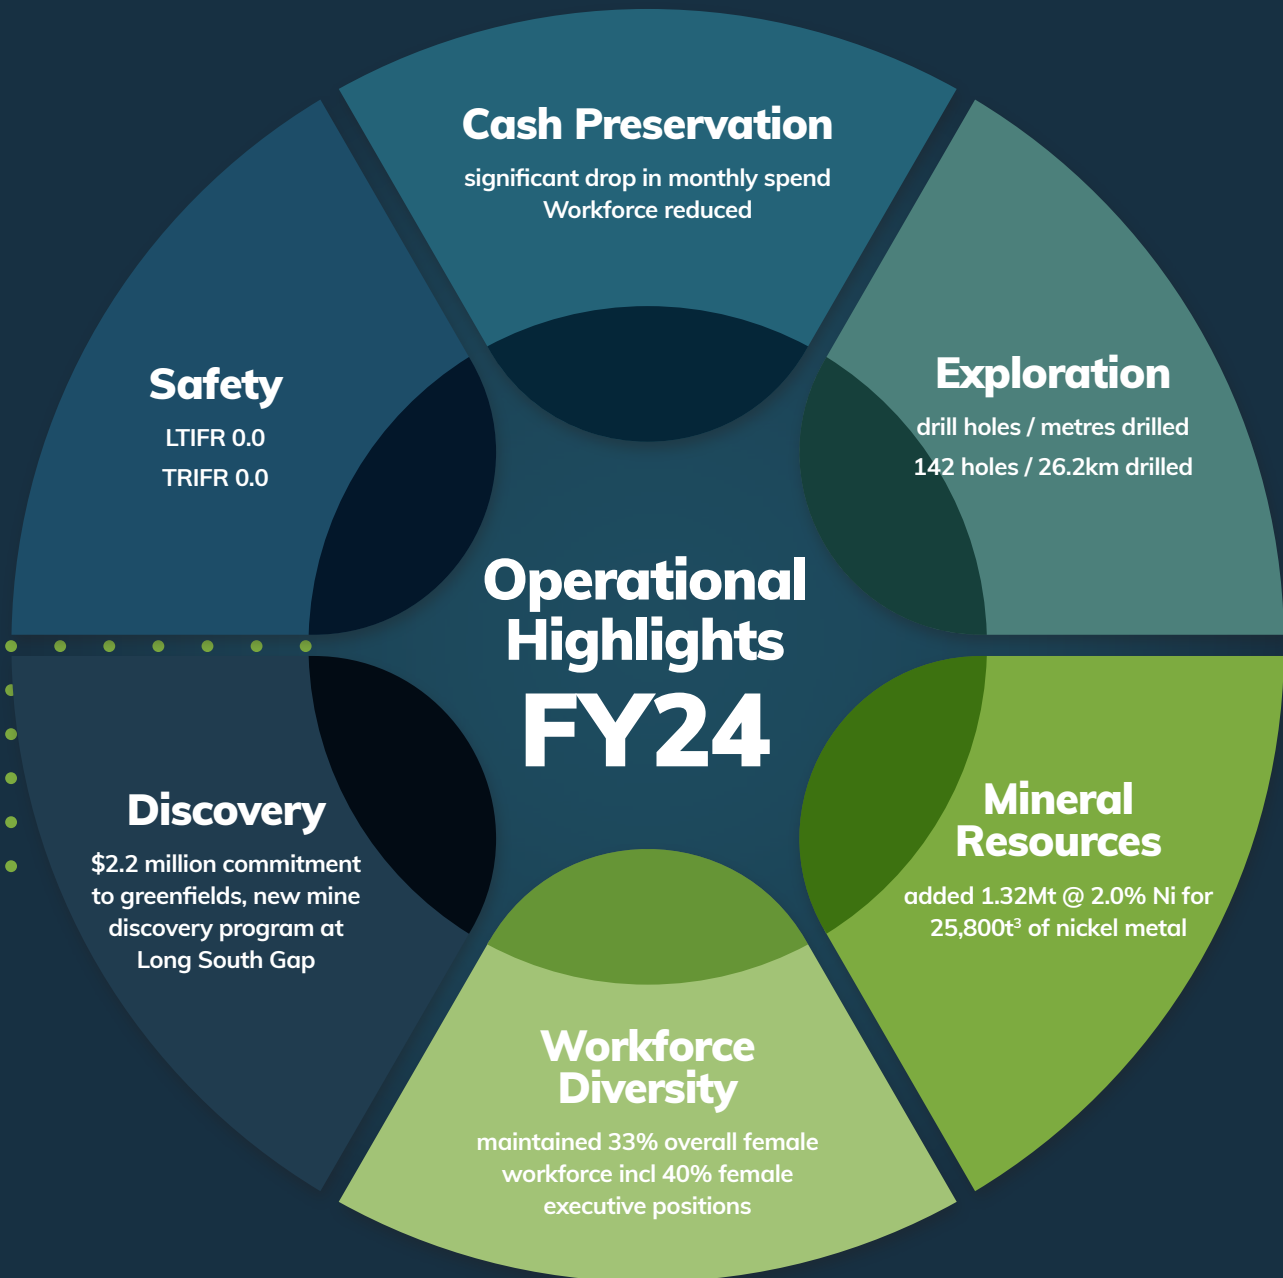 Cash Preservation
significant drop in monthly spend
Workforce reduced
Exploration
drill holes / metres drilled
142 holes / 26.2km drilled
Safety
LTIFR 0.0
TRIFR 0.0
Operational
Highlights
FY24
Mineral
Resources
added 1.32Mt @ 2.0% Ni for
25,800t³ of nickel metal
Discovery
$2.2 million commitment
to greenfields, new mine
discovery program at
Long South Gap
Workforce
Diversity
maintained 33% overall female
workforce incl 40% female
executive positions